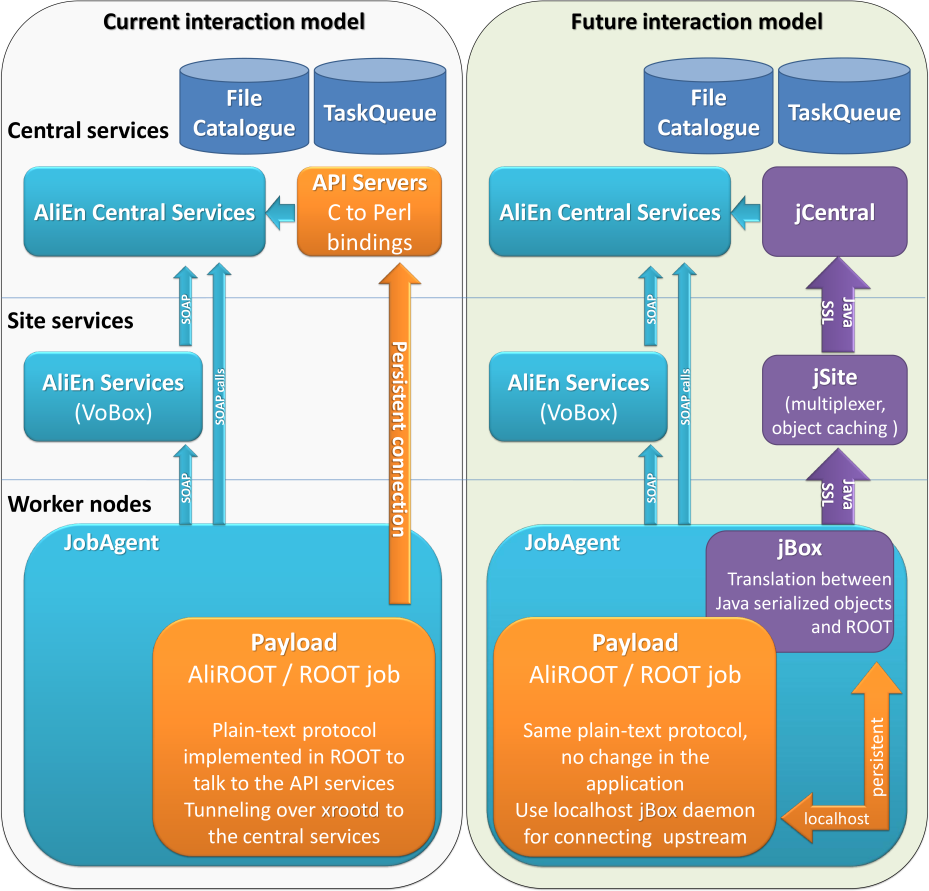 Current interaction model
File
Catalogue
TaskQueue
Central services
AliEn Central Services
API Servers
C to Perl
bindings
SOAP
SOAP calls
Persistent connection
Site services
AliEn Services
(VoBox)
SOAP
Worker nodes
JobAgent
Payload
AliROOT / ROOT job
Plain-text protocol
implemented in ROOT to
talk to the API services
Tunneling over xrootd to
the central services
Future interaction model
File
Catalogue
TaskQueue
AliEn Central Services
jCentral
SOAP
SOAP calls
Java
SSL
AliEn Services
(VoBox)
jSite
(multiplexer,
object caching )
SOAP
Java
SSL
JobAgent
jBox
Translation between
Java serialized objects
and ROOT
Payload
AliROOT / ROOT job
Same plain-text protocol,
no change in the
application
Use localhost jBox daemon
for connecting upstream
persistent
localhost